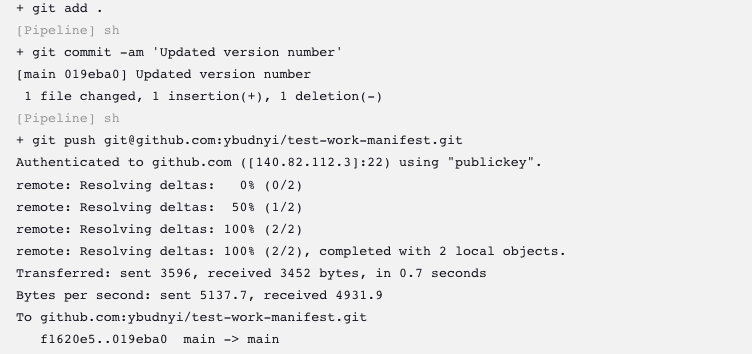 + git add .
[Pipeline] sh
+ git commit -am 'Updated version number'
[main 019eba0] Updated version number
 1 file changed, 1 insertion(+), 1 deletion(-)
[Pipeline] sh
+ git push git@github.com:ybudnyi/test-work-manifest.git
Authenticated to github.com ([140.82.112.3]:22) using "publickey".
remote: Resolving deltas:   0% (0/2)
remote: Resolving deltas:  50% (1/2)
remote: Resolving deltas: 100% (2/2)
remote: Resolving deltas: 100% (2/2), completed with 2 local objects.
Transferred: sent 3596, received 3452 bytes, in 0.7 seconds
Bytes per second: sent 5137.7, received 4931.9
To github.com:ybudnyi/test-work-manifest.git
   f1620e5..019eba0  main -> main